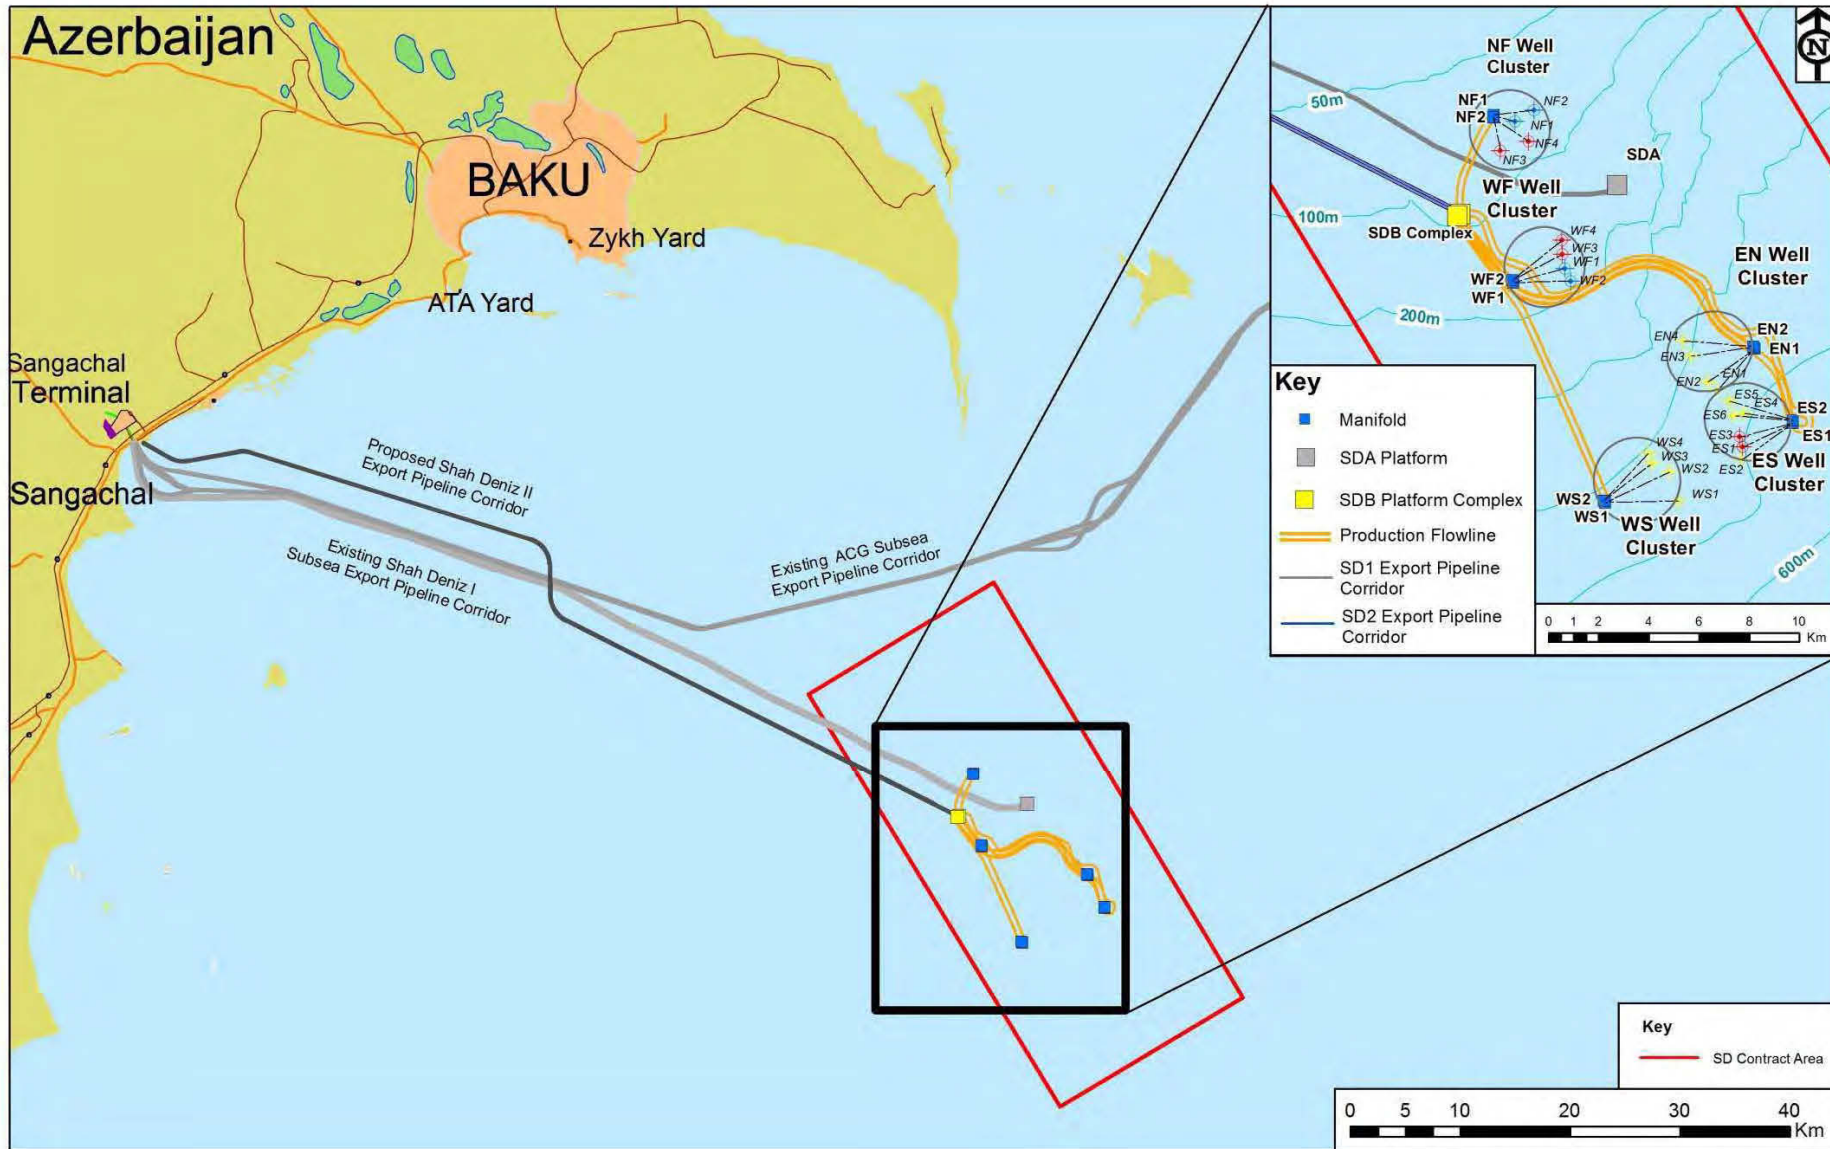 Azerbaijan
BAKU
Zykh Yard
ATA Yard
Sangachal
Terminal
Sangachal
Proposed Shah Deniz II
Export Pipeline Corridor
Existing Shah Deniz I
Subsea Export Pipeline Corridor
Existing ACG Subsea
Export Pipeline Corridor
N
NF Well
Cluster
50m
NF1
NF2
NF2
NF1
NF4
NF3
SDA
WF Well
Cluster
100m
SDB Complex
WF4
WF3
WF1
WF2
WF2
WF1
EN Well
Cluster
200m
EN2
EN1
EN4
EN3
EN2
EN1
ES5
ES4
ES6
ES3
ES1
ES2
ES2
ES1
ES Well
Cluster
WS4
WS3
WS2
WS1
WS2
WS1
WS Well
Cluster
600m
Key
Manifold
SDA Platform
SDB Platform Complex
Production Flowline
SD1 Export Pipeline
Corridor
SD2 Export Pipeline
Corridor
0 1 2 4 6 8 10
Km
Key
SD Contract Area
0 5 10 20 30 40
Km